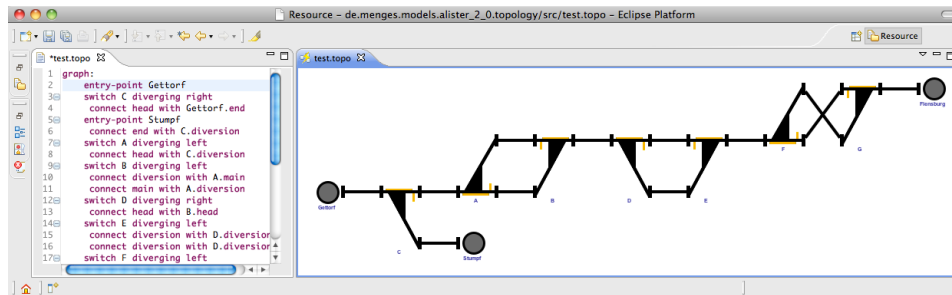 Resource - de.menges.models.alister_2_0.topology/src/test.topo - Eclipse Platform
Resource
*test.topo
test.topo
1 graph:
2 entry-point Gettorf
3 switch C diverging right
4 connect head with Gettorf.end
5 entry-point Stumpf
6 connect end with C.diversion
7 switch A diverging left
8 connect head with C.diversion
9 switch B diverging left
10 connect diversion with A.main
11 connect main with A.diversion
12 switch D diverging right
13 connect head with B.head
14 switch E diverging left
15 connect diversion with D.diversion
16 connect diversion with D.diversion
17 switch F diverging left
Flensburg
F
G
Gettorf
A
B
D
E
C
Stumpf